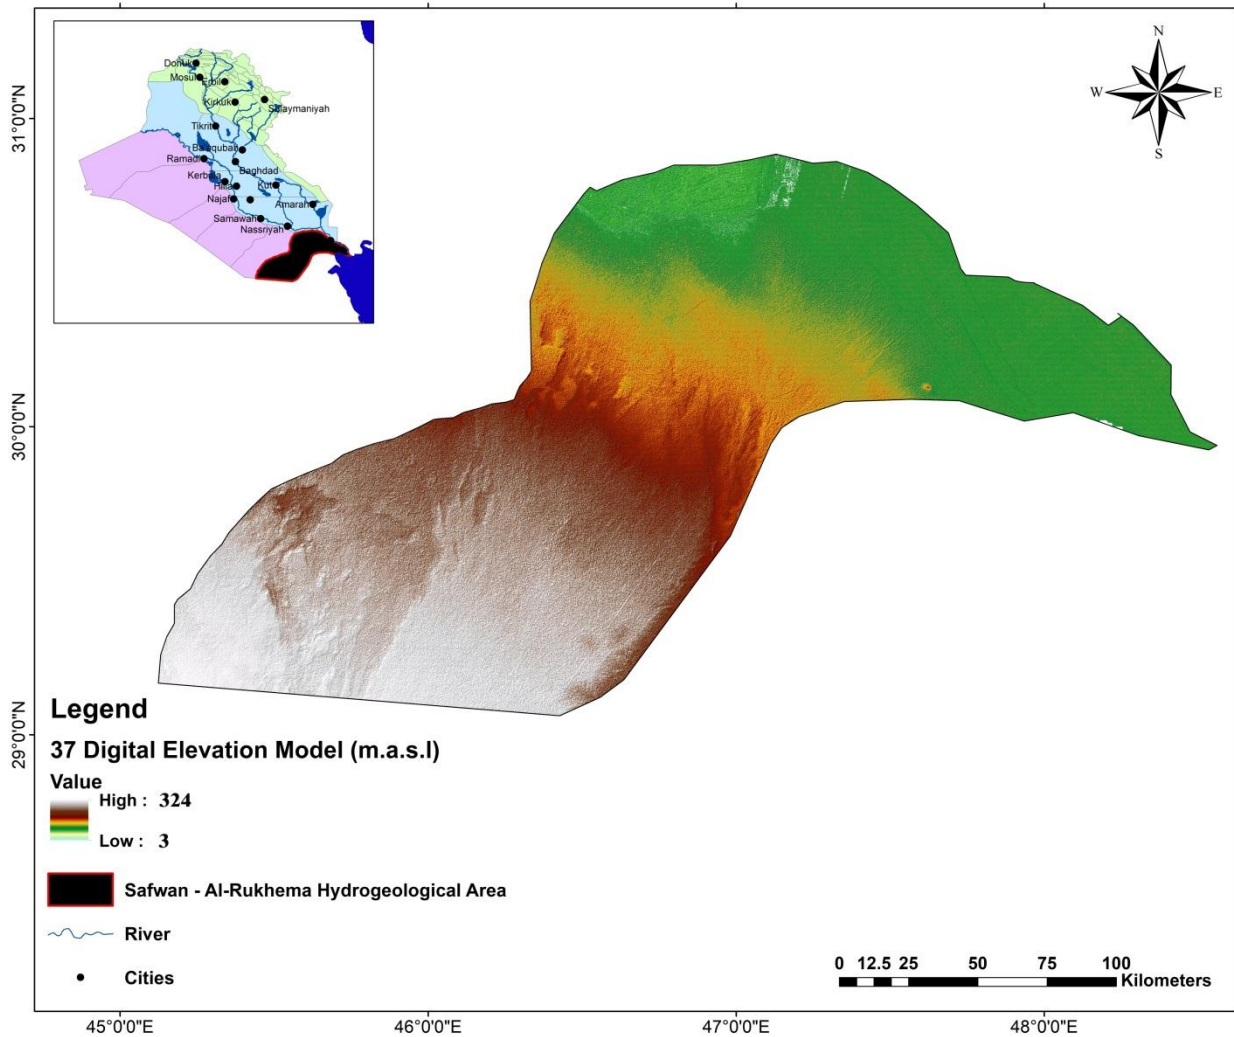 Donuk
Mosul
Erbil
Kirkuk
Sulaymaniyah
Tikrit
Ba'aqubah
Ramadi
Baghdad
Kerbala
Hilla
Kut
Najaf
Amarah
Samawah
Nassriyah
N
W
E
S
31°0'0"N
30°0'0"N
29°0'0"N
Legend
37 Digital Elevation Model (m.a.s.l)
Value
High : 324
Low : 3
Safwan - Al-Rukhema Hydrogeological Area
River
Cities
0 12.5 25 50 75 100
Kilometers
45°0'0"E 46°0'0"E 47°0'0"E 48°0'0"E